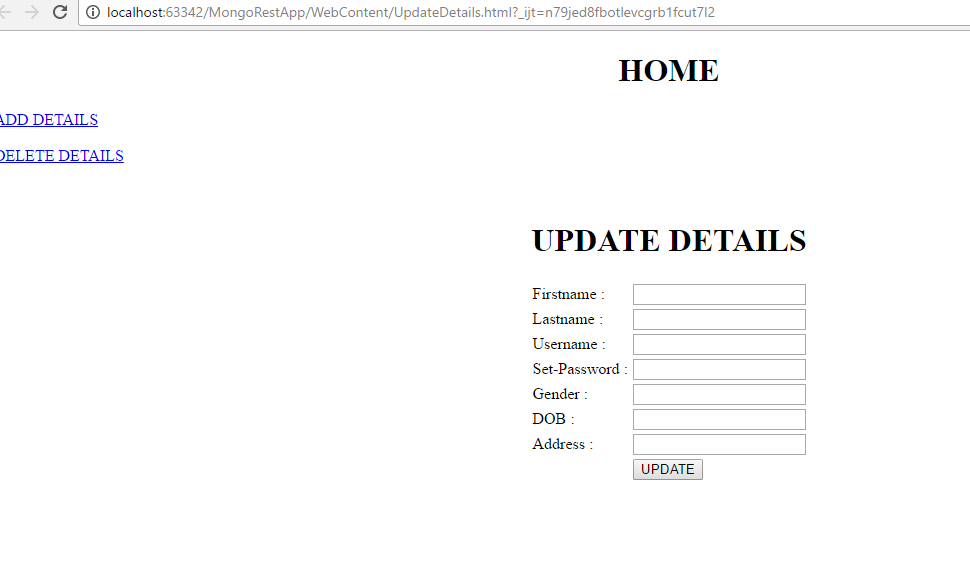 localhost:63342/MongoRestApp/WebContent/UpdateDetails.html?_ijt=n79jed8fbotlevcgrb1fcut7l2
HOME
ADD DETAILS
DELETE DETAILS
UPDATE DETAILS
Firstname :
Lastname :
Username :
Set-Password :
Gender :
DOB :
Address :
UPDATE